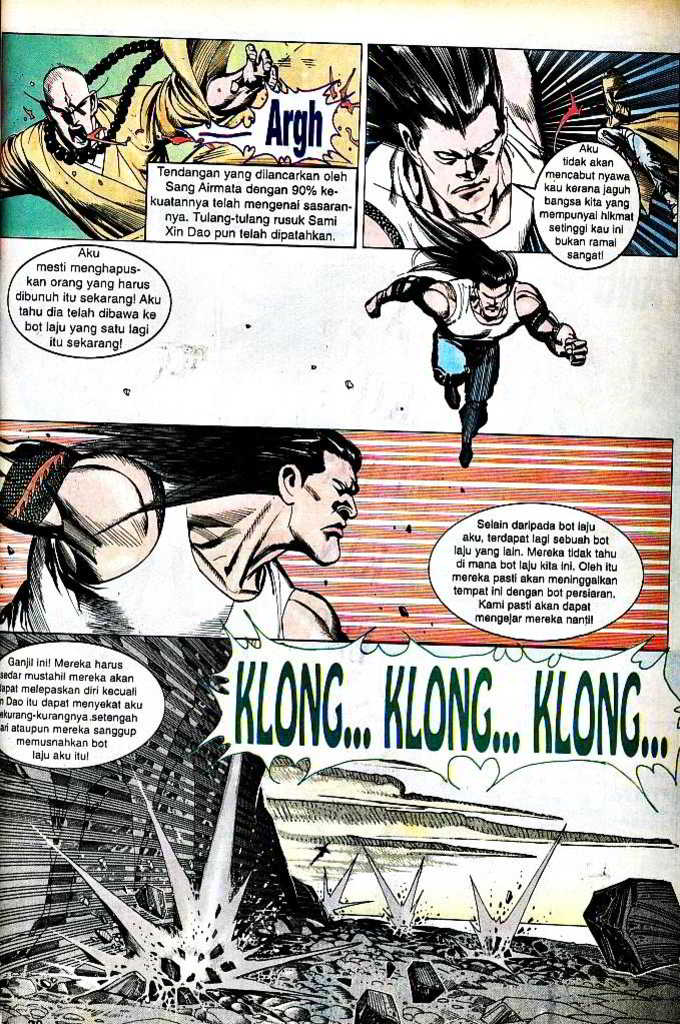 Argh
Tendangan yang dilancarkan oleh
Sang Airmata dengan 90% ke-
kuatannya telah mengenai sasaran-
nya. Tulang-tulang rusuk Sami
Xin Dao pun telah dipatahkan.
Aku
tidak akan
mencabut nyawa
kau kerana jaguh
bangsa kita yang
mempunyai hikmat
setinggi kau ini
bukan ramai
sangat!
Aku
mesti menghapus-
kan orang yang harus
dibunuh itu sekarang! Aku
tahu dia telah dibawa ke
bot laju yang satu lagi
itu sekarang!
Selain daripada bot laju
aku, terdapat lagi sebuah bot
laju yang lain. Mereka tidak tahu
di mana bot laju kita ini. Oleh itu
mereka pasti akan meninggalkan
tempat ini dengan bot persiaran.
Kami pasti akan dapat
mengejar mereka nanti!
Ganjil ini! Mereka harus
sedar mustahil mereka akan
dapat melepaskan diri kecuali
n Dao itu dapat menyekat aku
ekurang-kurangnya setengah
ari ataupun mereka sanggup
memusnahkan bot
laju aku itu!
KLONG... KLONG... KLONG...